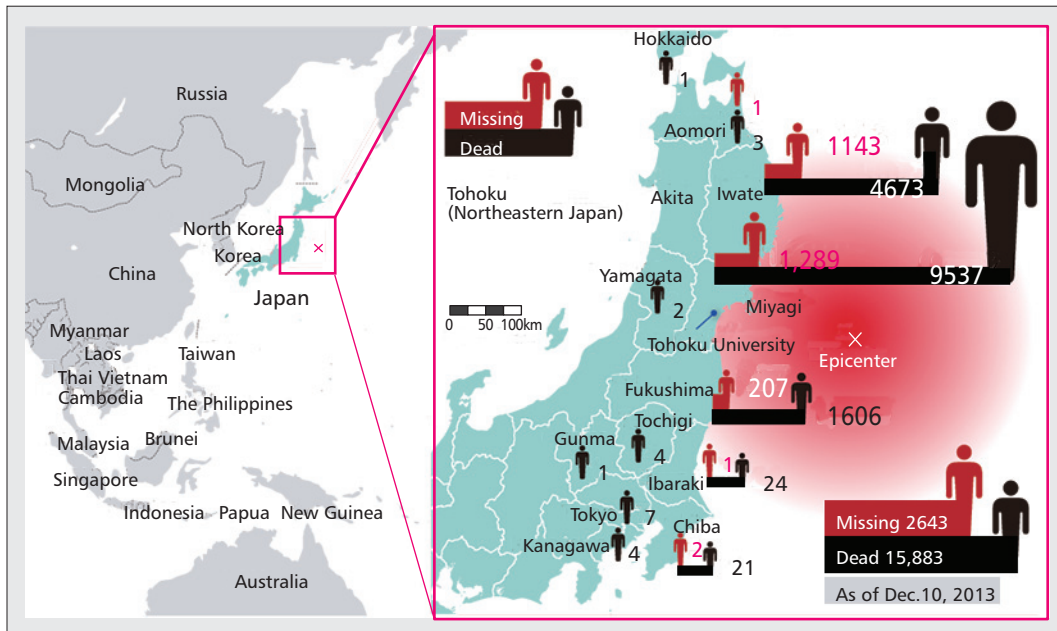 Russia
Mongolia
North Korea
Korea
China
Japan
Myanmar
Laos
Taiwan
Thai Vietnam
Cambodia
The Philippines
Malaysia
Brunei
Singapore
Indonesia
Papua
New Guinea
Australia
Hokkaido
1
Missing
Dead
1
Aomori
3
1143
4673
Tohoku
(Northeastern Japan)
Akita
Iwate
1,289
9537
Yamagata
2
Miyagi
0 50 100km
Tohoku University
Epicenter
Fukushima
207
1606
Tochigi
4
Gunma
1
Ibaraki
1
24
Tokyo
7
Chiba
2
21
Kanagawa
4
Missing 2643
Dead 15,883
As of Dec.10, 2013